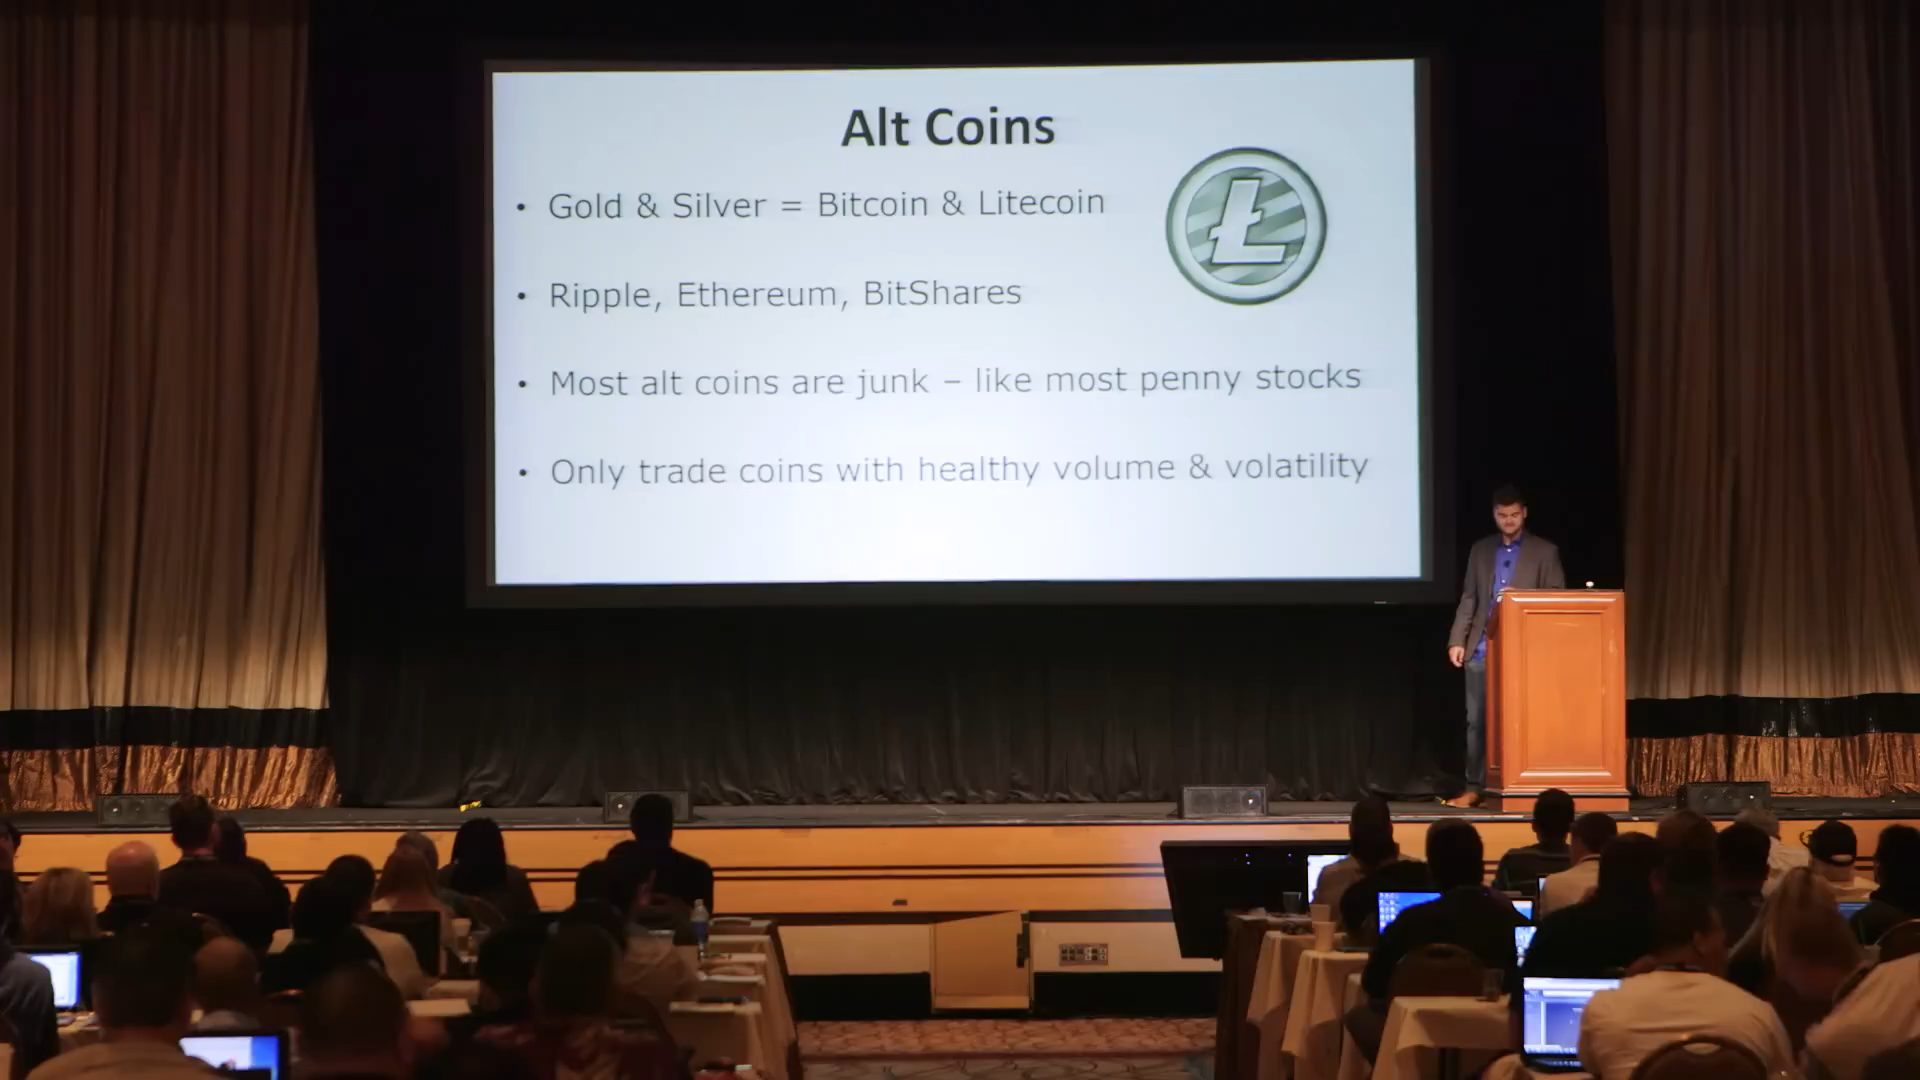 Alt Coins
• Gold & Silver = Bitcoin & Litecoin
• Ripple, Ethereum, BitShares
• Most alt coins are junk – like most penny stocks
• Only trade coins with healthy volume & volatility